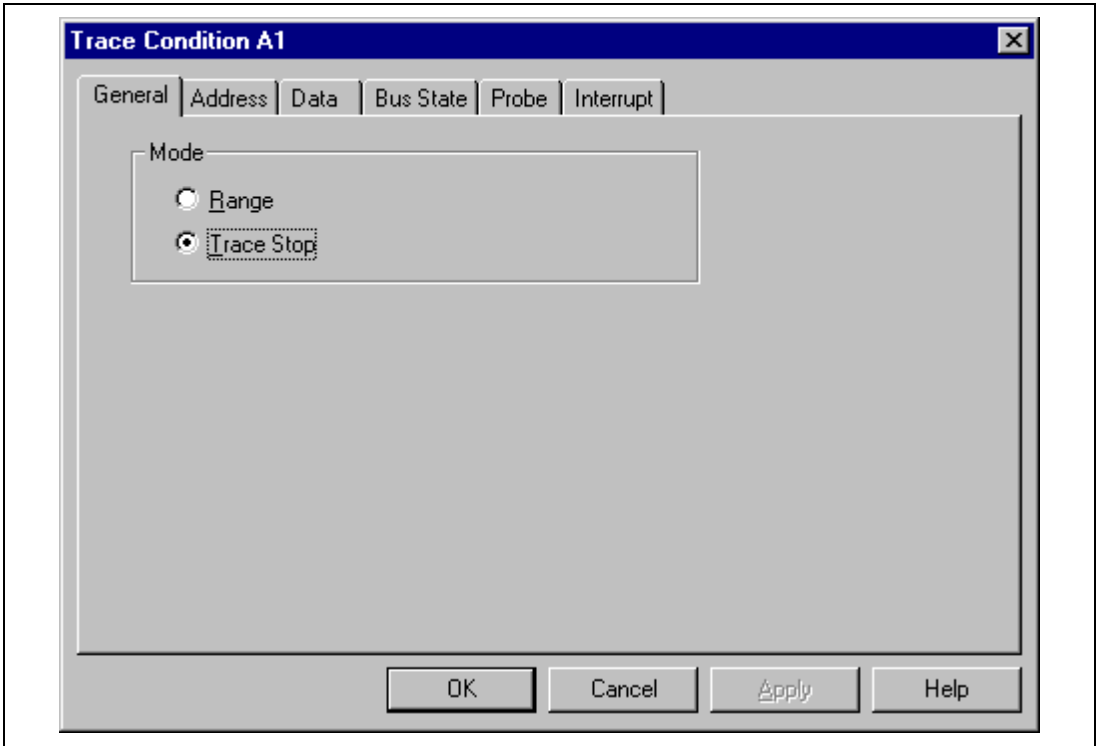 Trace Condition A1
General Address Data Bus State Probe Interrupt
Mode
Range
Trace Stop
OK Cancel Apply Help